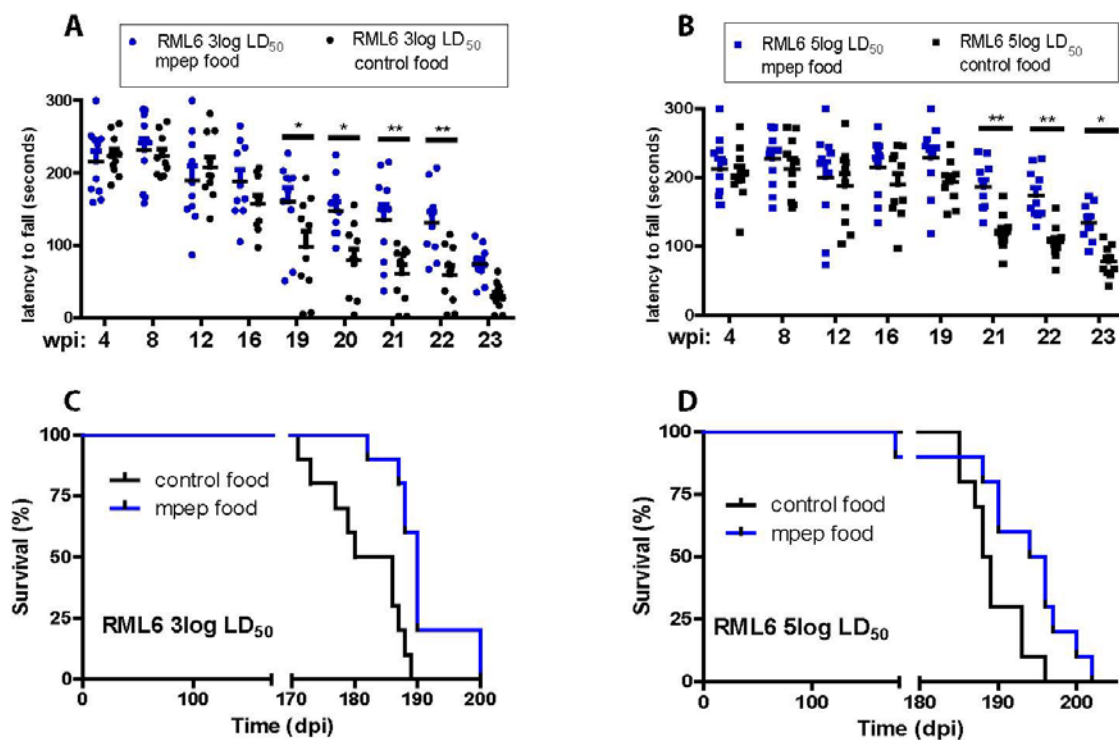 A
RML6 3log LD50 RML6 3log LD50
mpep food control food
300
200
100
0
latency to fall (seconds)
* * ** **
wpi: 4 8 12 16 19 20 21 22 23
B
RML6 5log LD50 RML6 5log LD50
mpep food control food
300
200
100
0
latency to fall (seconds)
** ** *
wpi: 4 8 12 16 19 21 22 23
C
100
75
50
25
0
Survival (%)
control food
mpep food
RML6 3log LD50
0 100 170 180 190 200
Time (dpi)
D
100
75
50
25
0
Survival (%)
control food
mpep food
RML6 5log LD50
0 100 180 190 200
Time (dpi)